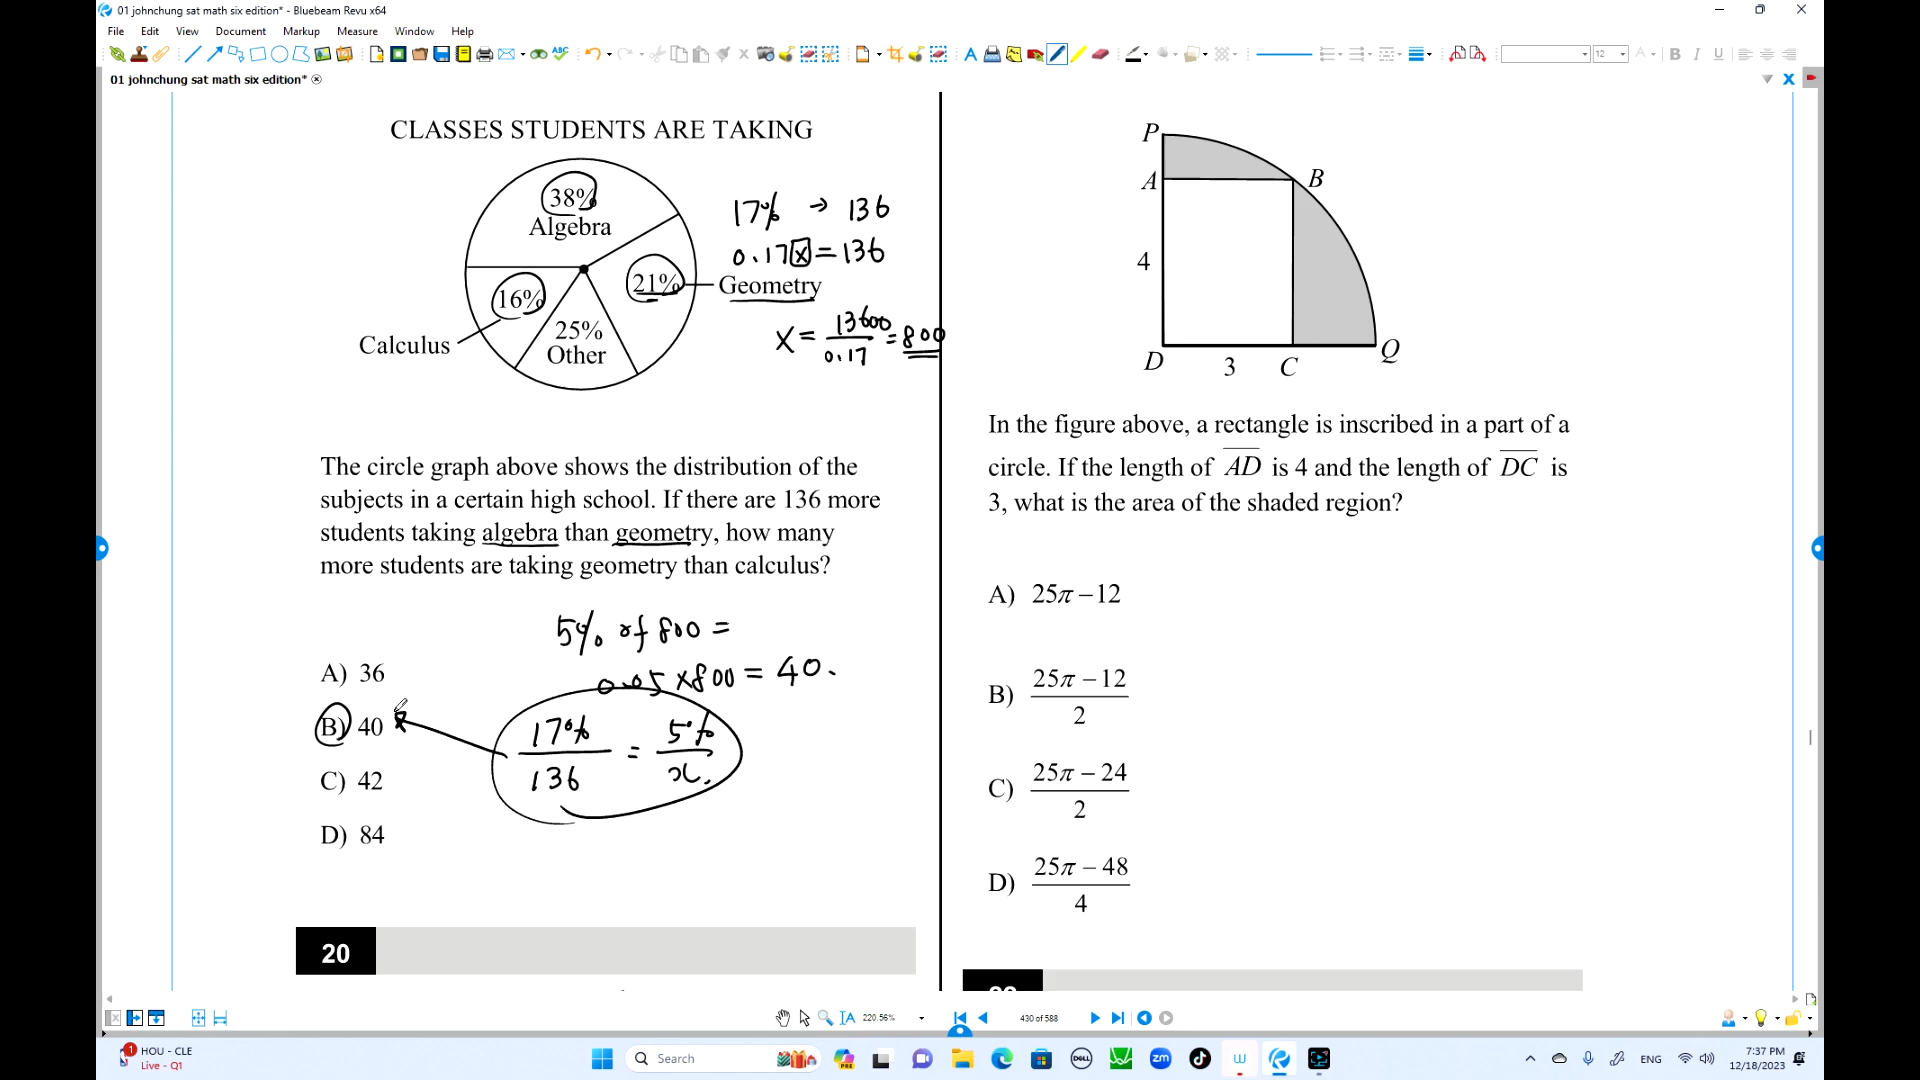 01 johnchung sat math six edition* - Bluebeam Revu x64
File Edit View Document Markup Measure Window Help
12
01 johnchung sat math six edition*
CLASSES STUDENTS ARE TAKING
38%
Algebra
21%
Geometry
16%
Calculus
25%
Other
17% → 136
0.17x = 136
x = 13600 / 0.17 = 800
The circle graph above shows the distribution of the
subjects in a certain high school. If there are 136 more
students taking algebra than geometry, how many
more students are taking geometry than calculus?
5% of 800 =
0.05 x 800 = 40.
A) 36
B) 40
C) 42
D) 84
17% / 136 = 5% / x.
20
P
A
B
4
D
3
C
Q
In the figure above, a rectangle is inscribed in a part of a
circle. If the length of AD is 4 and the length of DC is
3, what is the area of the shaded region?
A) 25π − 12
B) 25π − 12 / 2
C) 25π − 24 / 2
D) 25π − 48 / 4
220.56%
430 of 588
1
HOU - CLE
Live - Q1
Search
PRE
DELL
zm
W
ENG
7:37 PM
12/18/2023